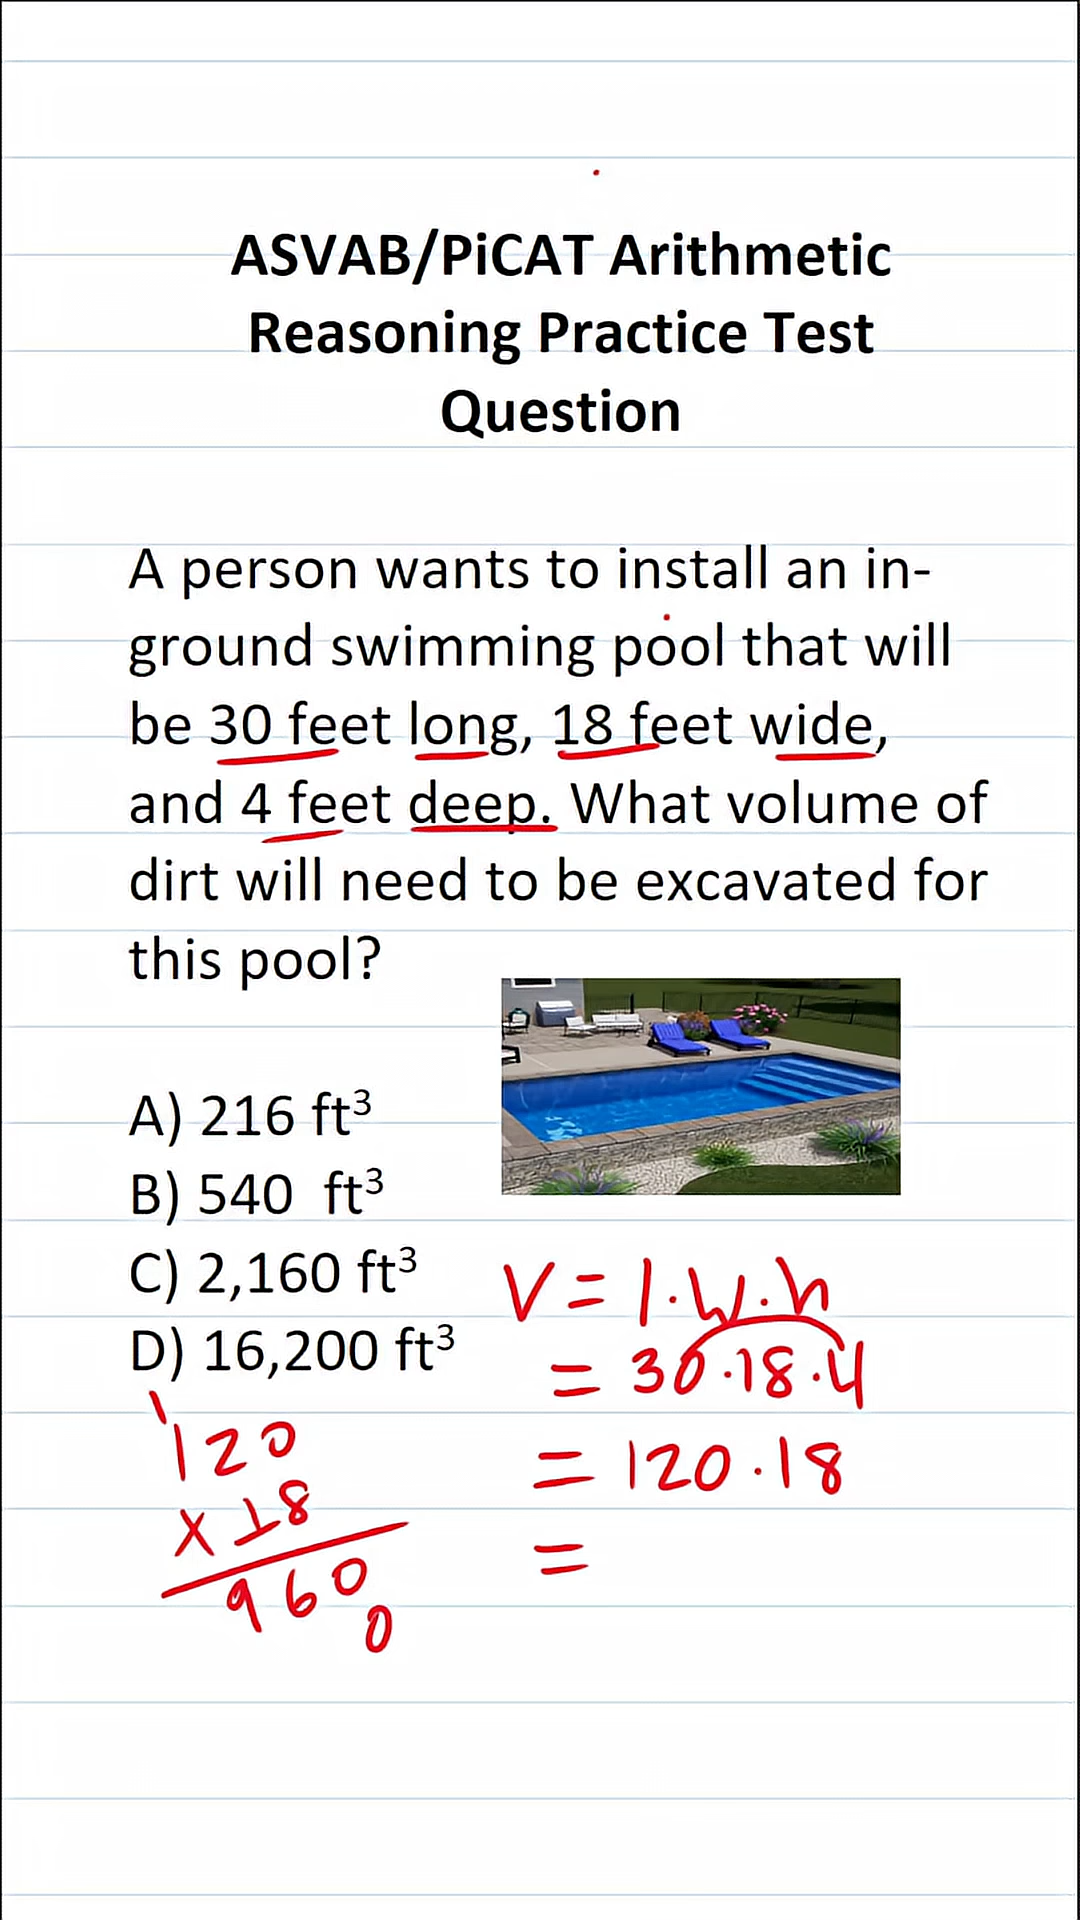 ASVAB/PiCAT Arithmetic
Reasoning Practice Test
Question
A person wants to install an in-
ground swimming pool that will
be 30 feet long, 18 feet wide,
and 4 feet deep. What volume of
dirt will need to be excavated for
this pool?
A) 216 ft³
B) 540 ft³
C) 2,160 ft³
D) 16,200 ft³
V = l·w·h
= 30·18·4
= 120·18
=
1
120
x 18
960
0